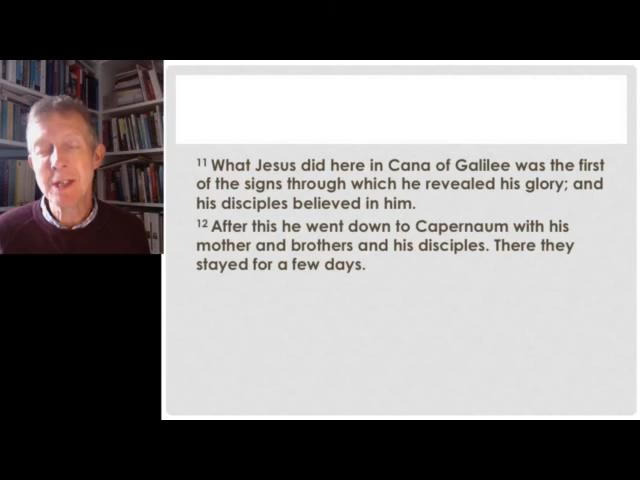 11 What Jesus did here in Cana of Galilee was the first
of the signs through which he revealed his glory; and
his disciples believed in him.
12 After this he went down to Capernaum with his
mother and brothers and his disciples. There they
stayed for a few days.